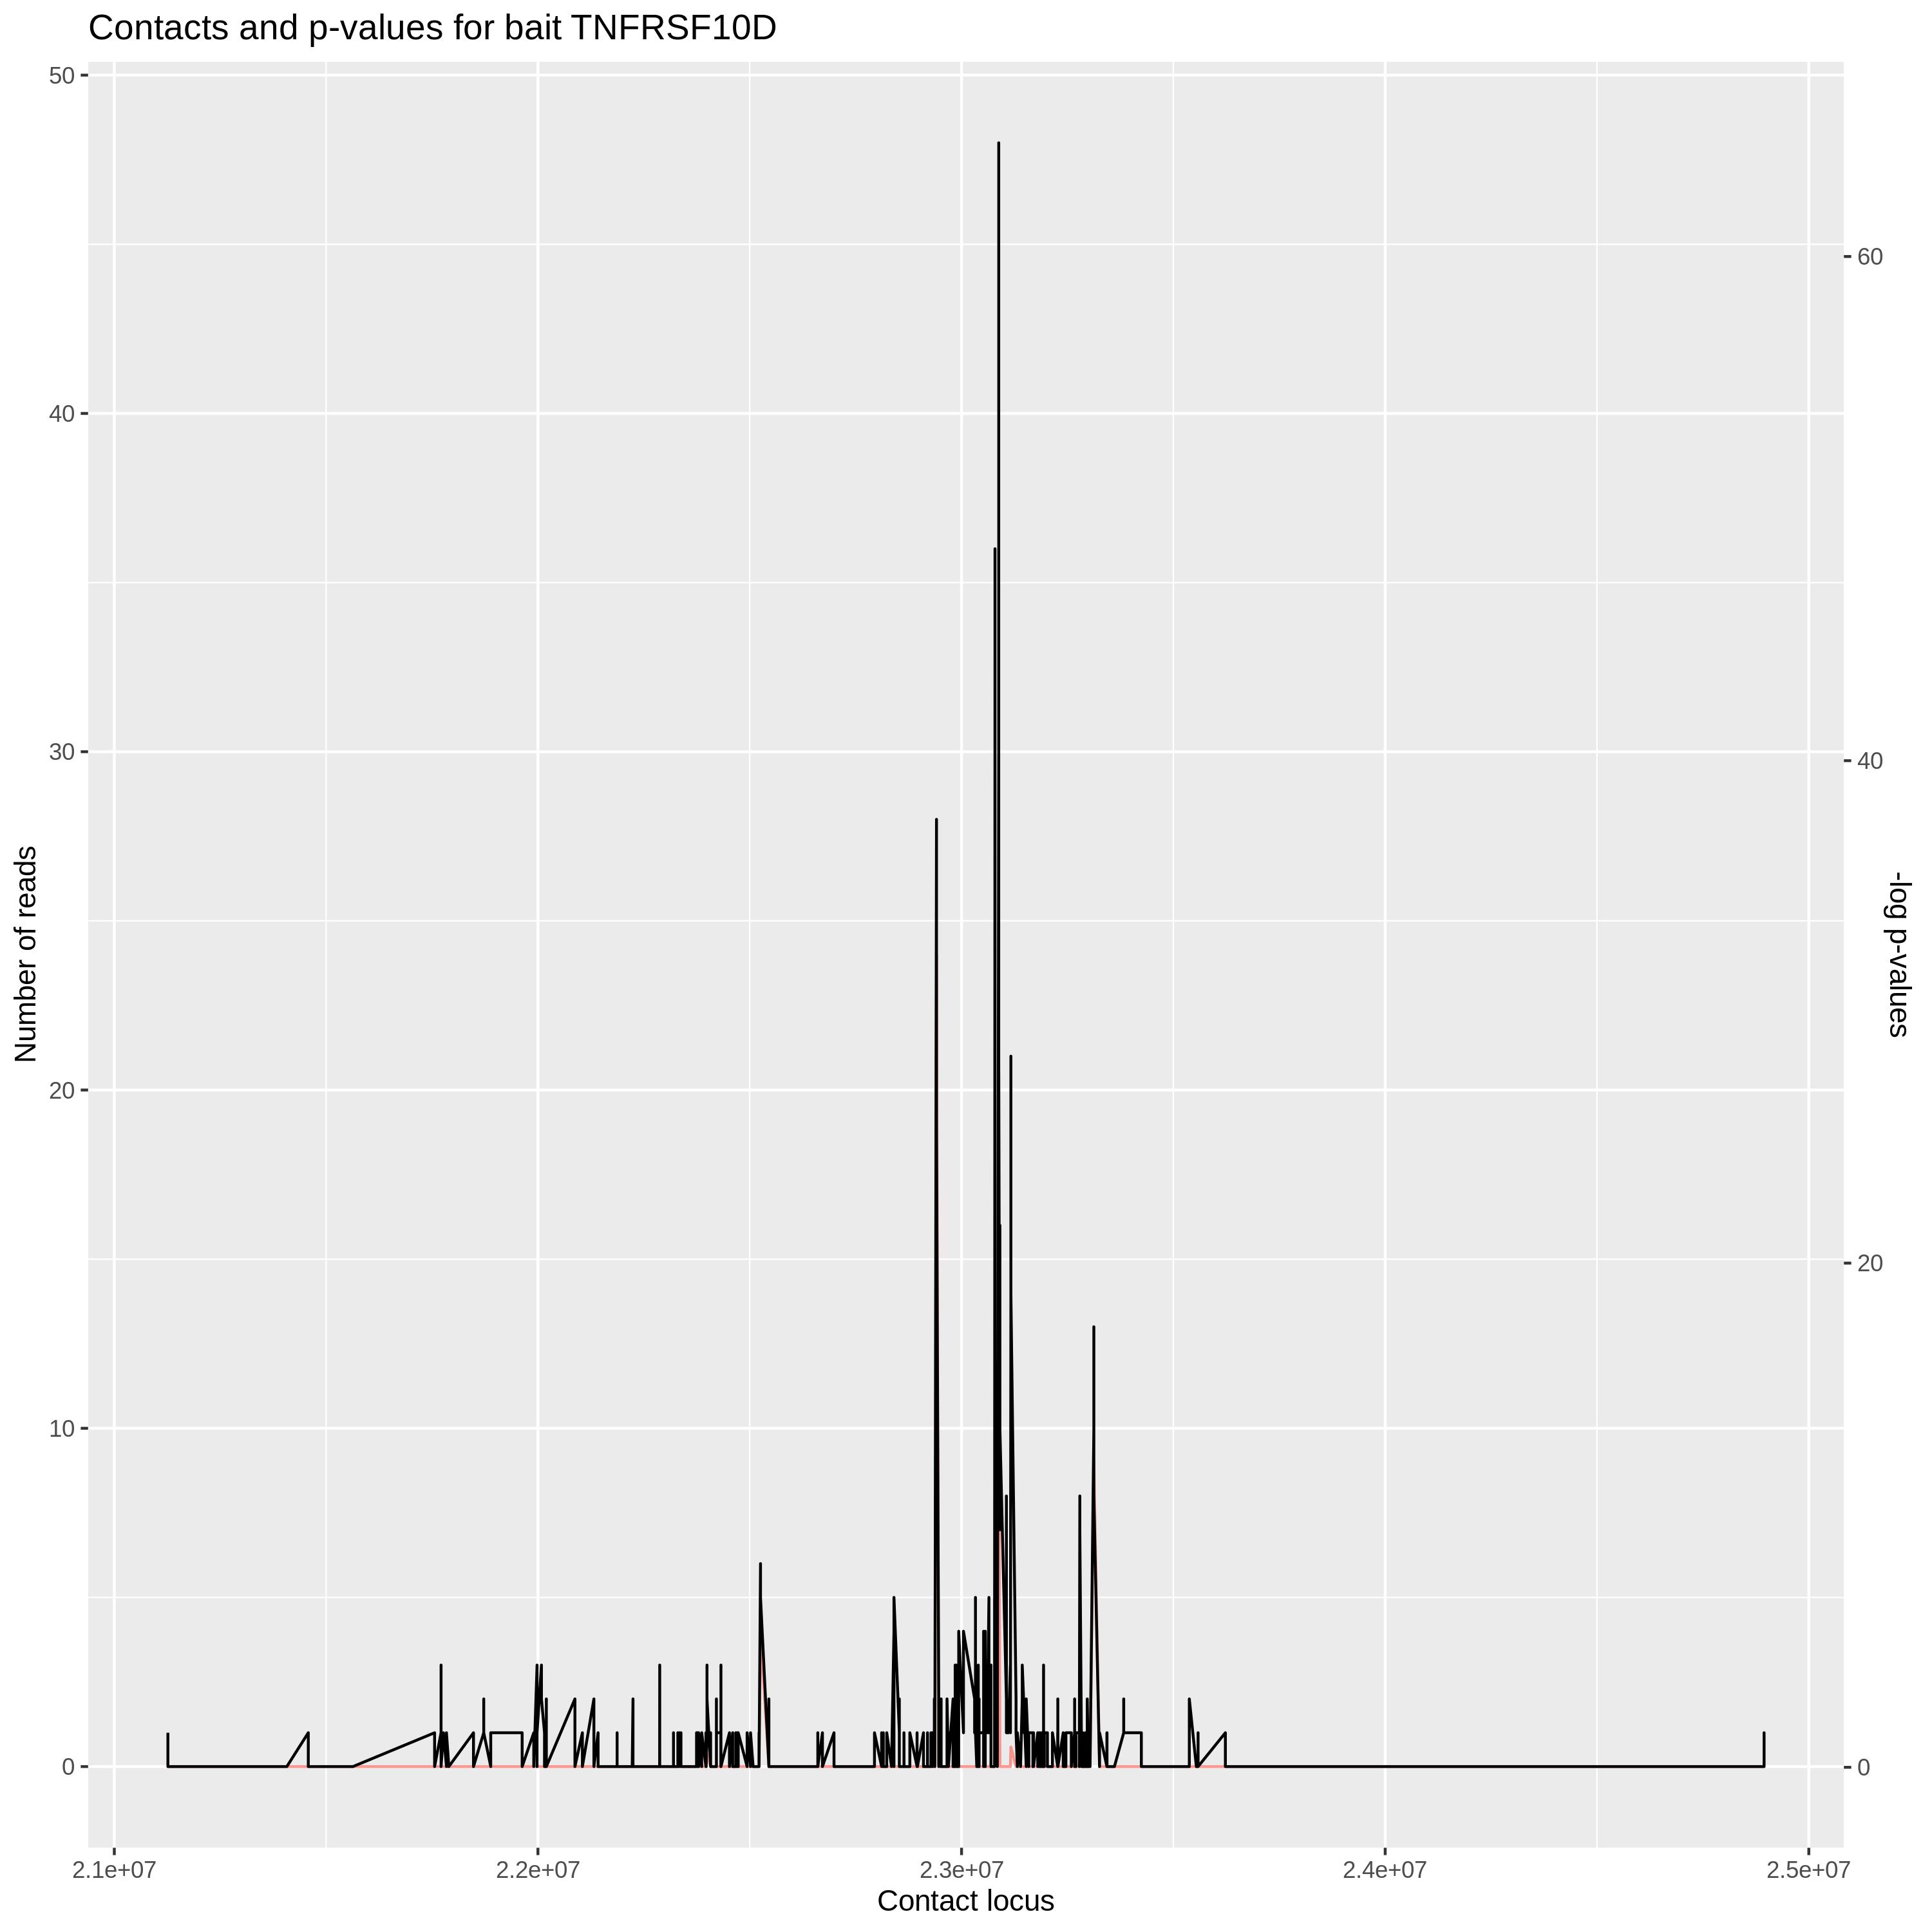 Contacts and p-values for bait TNFRSF10D
50
40
30
20
10
0
60
40
20
0
Number of reads
-log p-values
2.1e+07 2.2e+07 2.3e+07 2.4e+07 2.5e+07
Contact locus